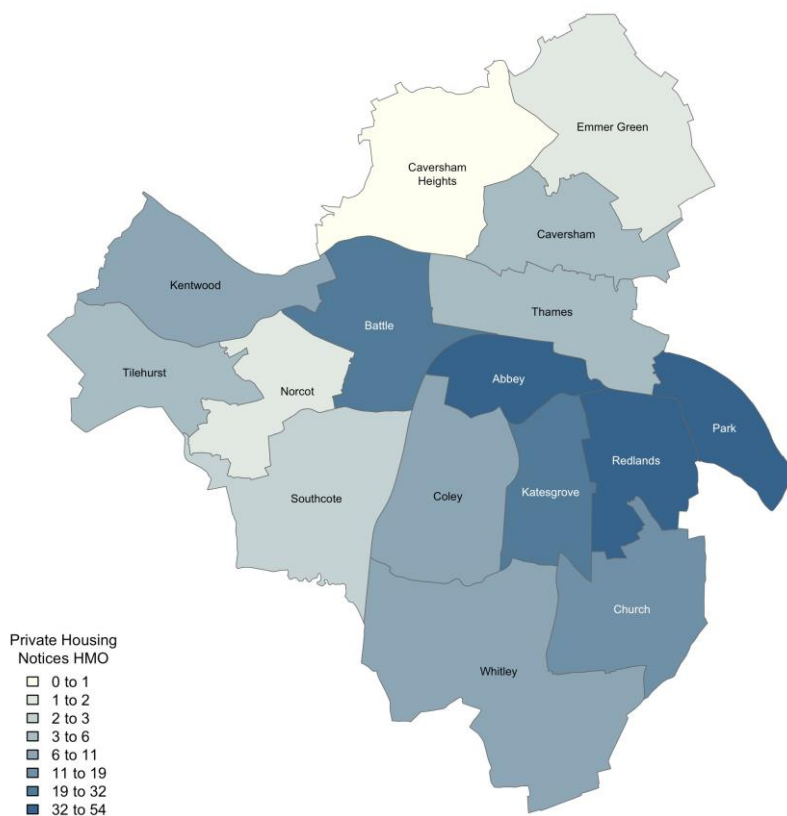 Emmer Green
Caversham
Heights
Caversham
Kentwood
Thames
Battle
Tilehurst
Abbey
Norcot
Park
Redlands
Southcote
Coley
Katesgrove
Church
Whitley
Private Housing
Notices HMO
0 to 1
1 to 2
2 to 3
3 to 6
6 to 11
11 to 19
19 to 32
32 to 54